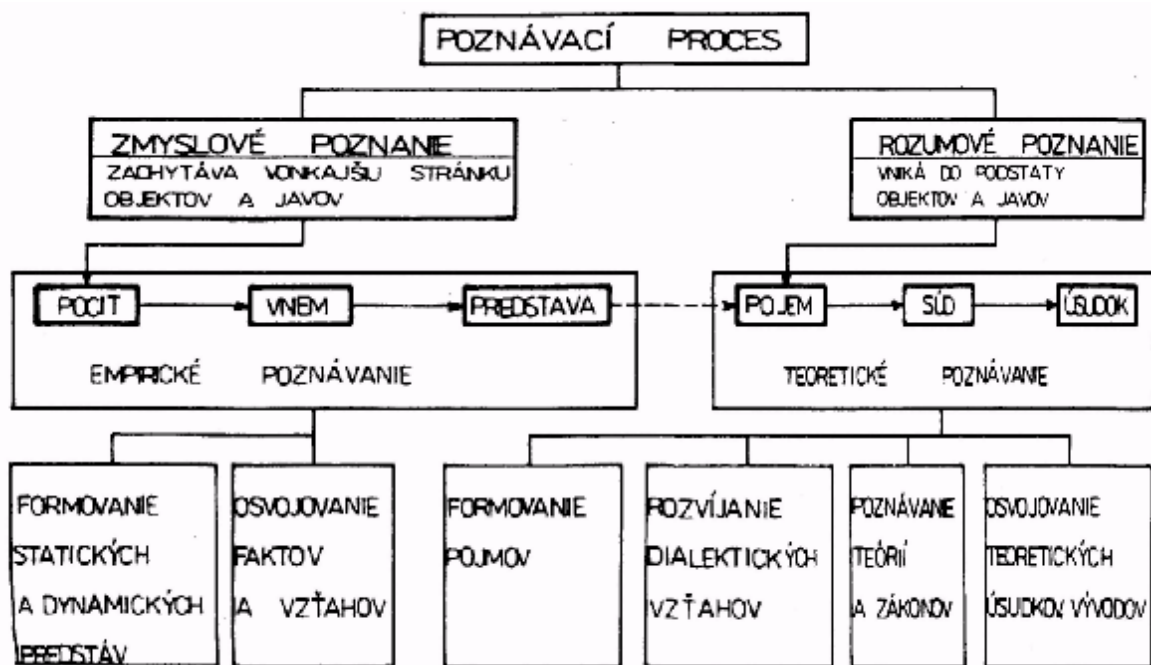 POZNÁVACÍ PROCES
ZMYSLOVÉ POZNANIE
ZACHYTÁVA VONKAJŠIU STRÁNKU
OBJEKTOV A JAVOV
ROZUMOVÉ POZNANIE
VNIKÁ DO PODSTATY
OBJEKTOV A JAVOV
POCIT
VNEM
PREDSTAVA
POJEM
SÚD
ÚSUDOK
EMPIRICKÉ POZNÁVANIE
TEORETICKÉ POZNÁVANIE
FORMOVANIE
STATICKÝCH
A DYNAMICKÝCH
PREDSTÁV
OSVOJOVANIE
FAKTOV
A VZŤAHOV
FORMOVANIE
POJMOV
ROZVÍJANIE
DIALEKTICKÝCH
VZŤAHOV
POZNÁVANIE
TEÓRIÍ
A ZÁKONOV
OSVOJOVANIE
TEORETICKÝCH
ÚSUDKOV, VÝVODOV